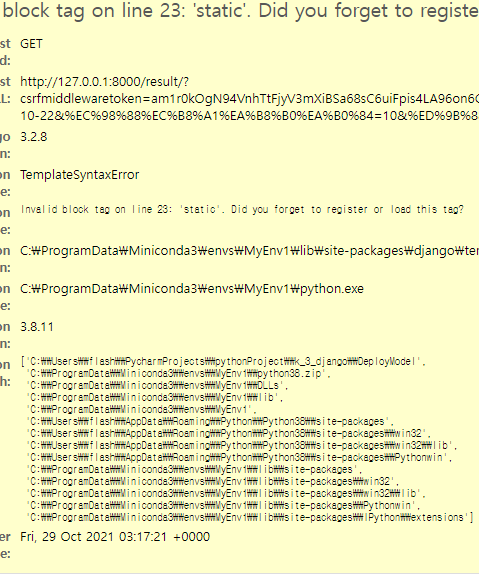 block tag on line 23: 'static'. Did you forget to registe
st GET
d:
st http://127.0.0.1:8000/result/?
L: csrfmiddlewaretoken=am1r0kOgN94VnhTtFjyV3mXiBSa68sC6uiFpis4LA96on6
10-22&%EC%98%88%EC%B8%A1%EA%B8%B0%EA%B0%84=10&%ED%9B%8
go 3.2.8
n:
on TemplateSyntaxError
e:
on Invalid block tag on line 23: 'static'. Did you forget to register or load this tag?
e:
on C:₩ProgramData₩Miniconda3₩envs₩MyEnv1₩lib₩site-packages₩django₩te
n:
on C:₩ProgramData₩Miniconda3₩envs₩MyEnv1₩python.exe
e:
on 3.8.11
n:
on ['C:₩₩Users₩₩flash₩₩PycharmProjects₩₩pythonProject₩₩k_3_django₩₩DeployModel',
h: 'C:₩₩ProgramData₩₩Miniconda3₩₩envs₩₩MyEnv1₩₩python38.zip',
'C:₩₩ProgramData₩₩Miniconda3₩₩envs₩₩MyEnv1₩₩DLLs',
'C:₩₩ProgramData₩₩Miniconda3₩₩envs₩₩MyEnv1₩₩lib',
'C:₩₩ProgramData₩₩Miniconda3₩₩envs₩₩MyEnv1',
'C:₩₩Users₩₩flash₩₩AppData₩₩Roaming₩₩Python₩₩Python38₩₩site-packages',
'C:₩₩Users₩₩flash₩₩AppData₩₩Roaming₩₩Python₩₩Python38₩₩site-packages₩₩win32',
'C:₩₩Users₩₩flash₩₩AppData₩₩Roaming₩₩Python₩₩Python38₩₩site-packages₩₩win32₩₩lib',
'C:₩₩Users₩₩flash₩₩AppData₩₩Roaming₩₩Python₩₩Python38₩₩site-packages₩₩Pythonwin',
'C:₩₩ProgramData₩₩Miniconda3₩₩envs₩₩MyEnv1₩₩lib₩₩site-packages',
'C:₩₩ProgramData₩₩Miniconda3₩₩envs₩₩MyEnv1₩₩lib₩₩site-packages₩₩win32',
'C:₩₩ProgramData₩₩Miniconda3₩₩envs₩₩MyEnv1₩₩lib₩₩site-packages₩₩win32₩₩lib',
'C:₩₩ProgramData₩₩Miniconda3₩₩envs₩₩MyEnv1₩₩lib₩₩site-packages₩₩Pythonwin',
'C:₩₩ProgramData₩₩Miniconda3₩₩envs₩₩MyEnv1₩₩lib₩₩site-packages₩₩IPython₩₩extensions']
er Fri, 29 Oct 2021 03:17:21 +0000
e: